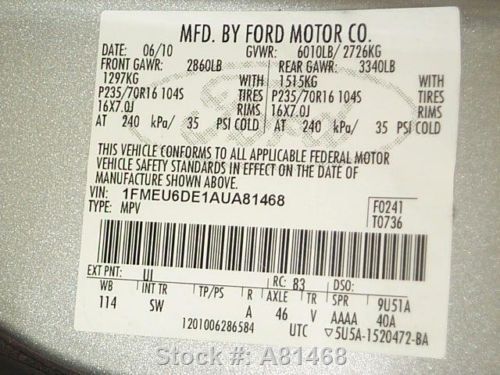 MFD. BY FORD MOTOR CO.
DATE: 06/10 GVWR: 6010LB/ 2726KG
FRONT GAWR: 2860LB REAR GAWR: 3340LB
1297KG WITH 1515KG WITH
P235/70R16 104S TIRES P235/70R16 104S TIRES
16X7.0J RIMS 16X7.0J RIMS
AT 240 kPa/ 35 PSI COLD AT 240 kPa/ 35 PSI COLD
THIS VEHICLE CONFORMS TO ALL APPLICABLE FEDERAL MOTOR
VEHICLE SAFETY STANDARDS IN EFFECT ON THE DATE OF
MANUFACTURE SHOWN ABOVE.
VIN: 1FMEU6DE1AUA81468 F0241
TYPE: MPV T0736
EXT PNT: UI RC: 83 DSO:
WB INT TR TP/PS R AXLE TR SPR 9U51A
114 SW A 46 V AAAA 40A
1201006286584 UTC ▽5U5A-1520472-BA
Stock #: A81468